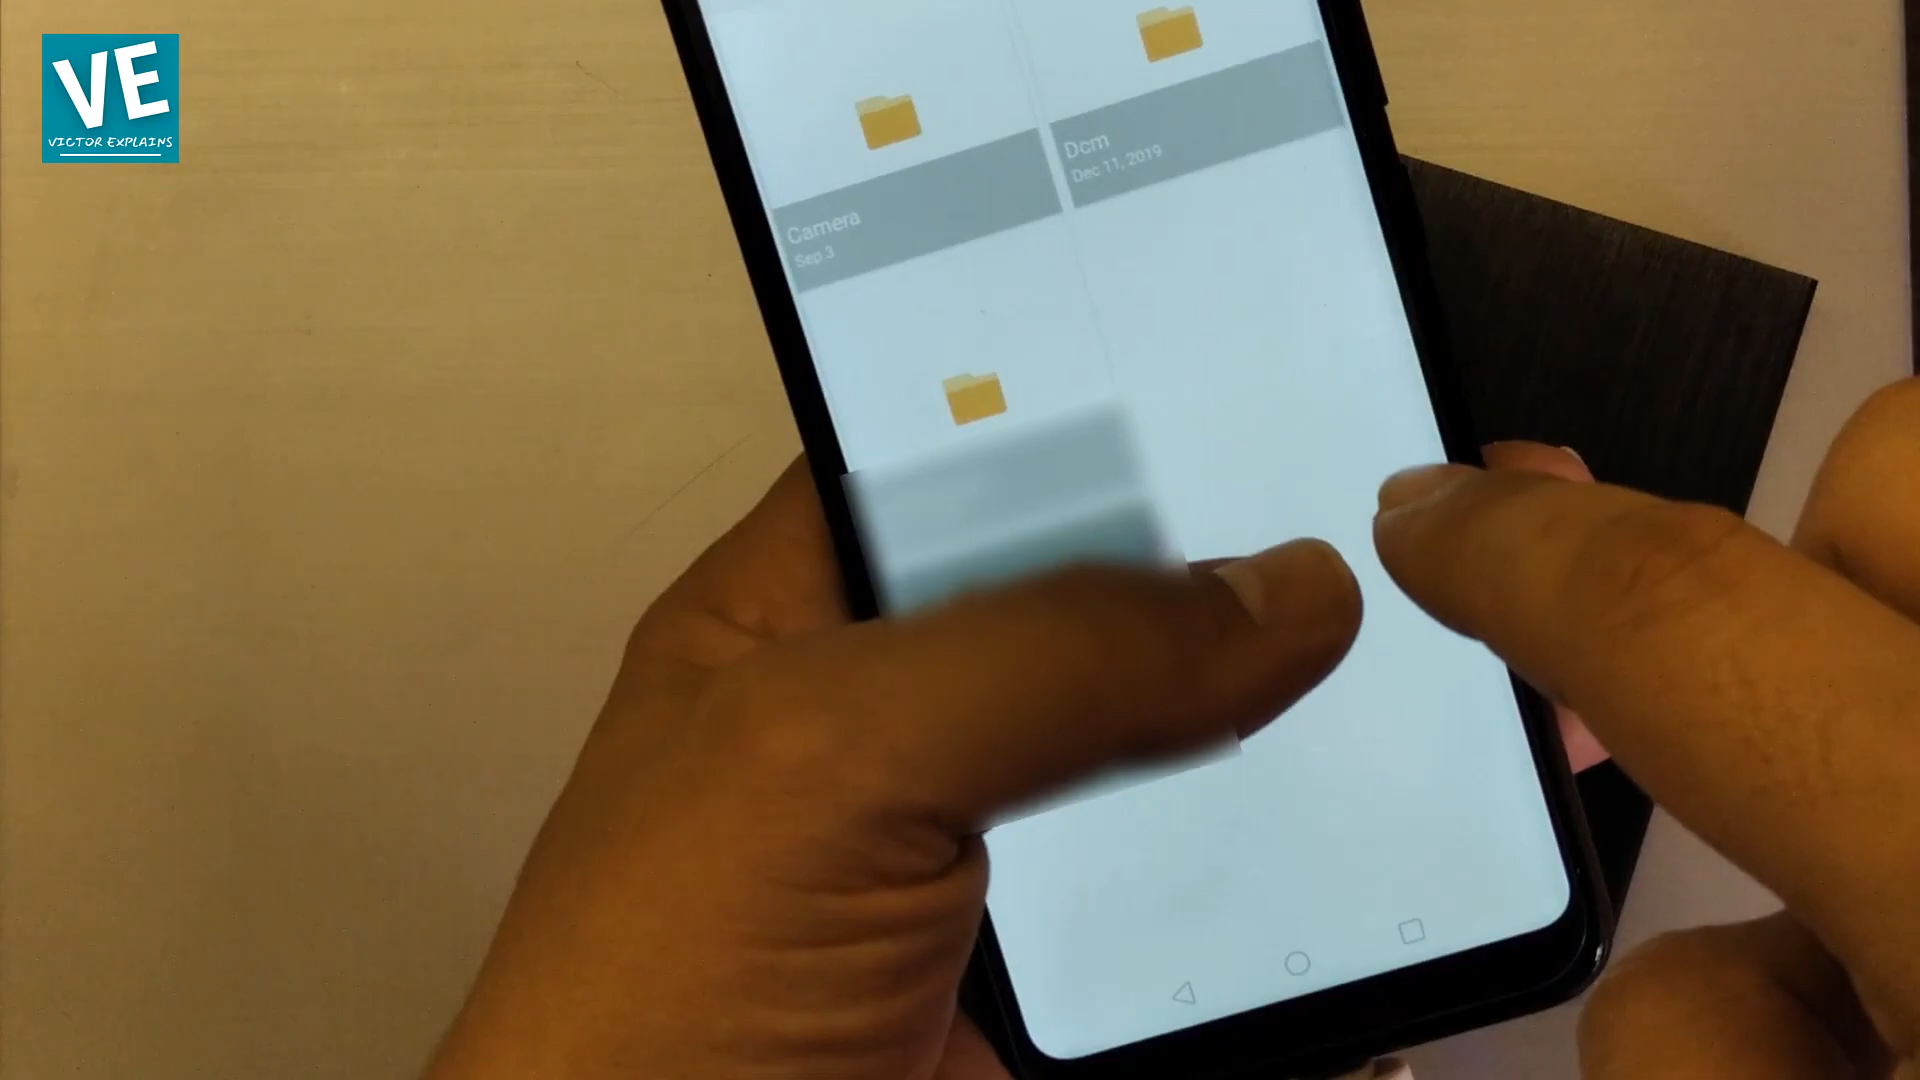 VE
VICTOR EXPLAINS
Dcm
Dec 11, 2019
Camera
Sep 3